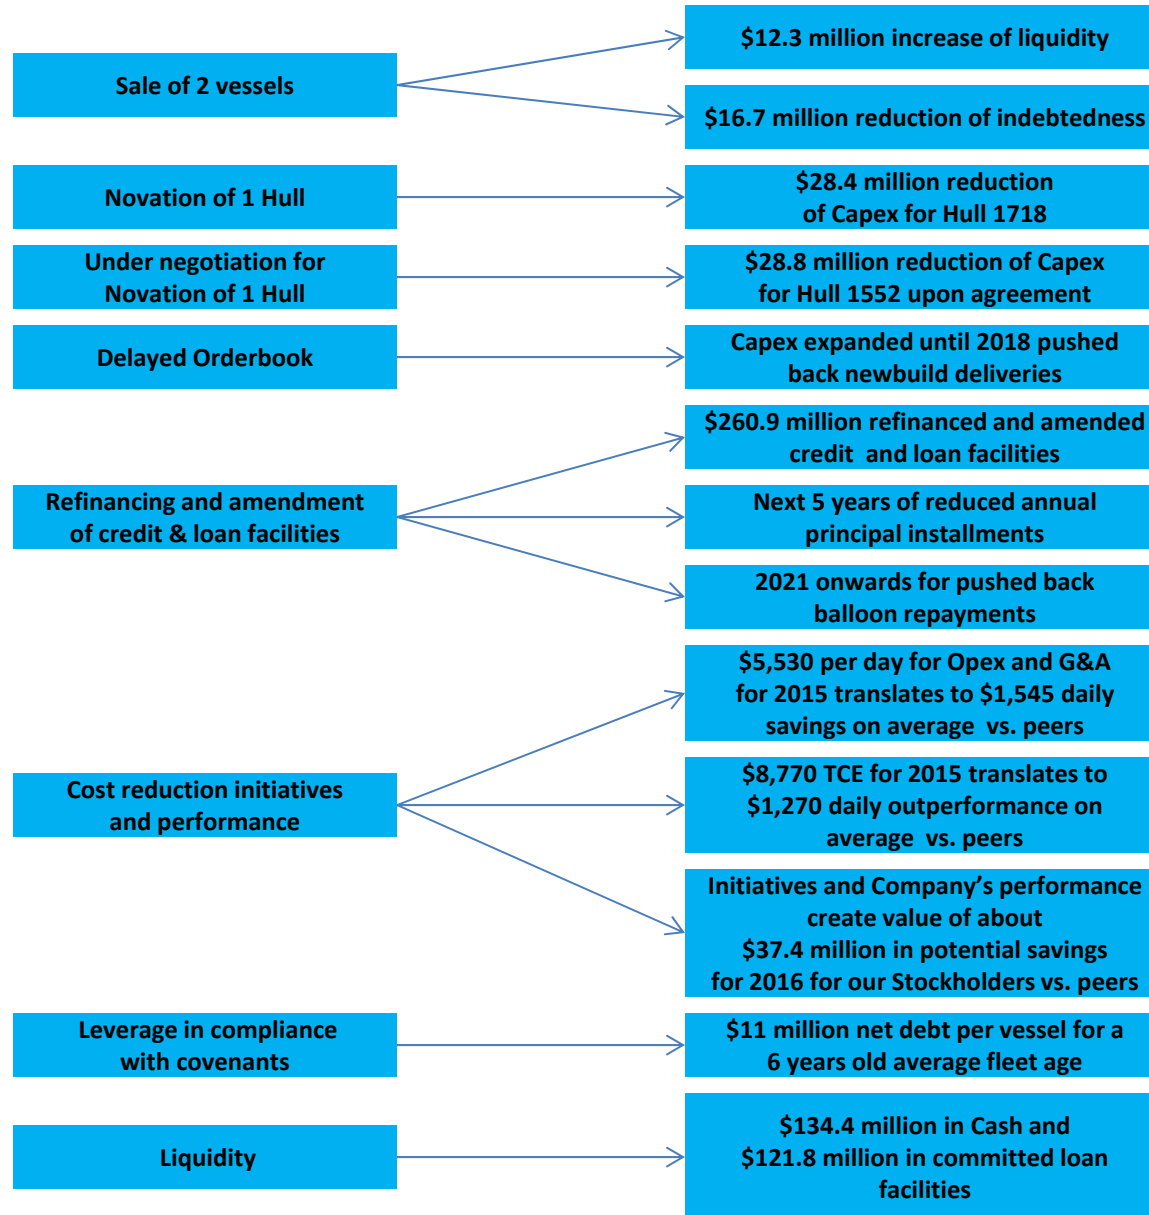 Sale of 2 vessels
$12.3 million increase of liquidity
$16.7 million reduction of indebtedness
Novation of 1 Hull
$28.4 million reduction
of Capex for Hull 1718
Under negotiation for
Novation of 1 Hull
$28.8 million reduction of Capex
for Hull 1552 upon agreement
Delayed Orderbook
Capex expanded until 2018 pushed
back newbuild deliveries
Refinancing and amendment
of credit & loan facilities
$260.9 million refinanced and amended
credit and loan facilities
Next 5 years of reduced annual
principal installments
2021 onwards for pushed back
balloon repayments
Cost reduction initiatives
and performance
$5,530 per day for Opex and G&A
for 2015 translates to $1,545 daily
savings on average vs. peers
$8,770 TCE for 2015 translates to
$1,270 daily outperformance on
average vs. peers
Initiatives and Company’s performance
create value of about
$37.4 million in potential savings
for 2016 for our Stockholders vs. peers
Leverage in compliance
with covenants
$11 million net debt per vessel for a
6 years old average fleet age
Liquidity
$134.4 million in Cash and
$121.8 million in committed loan
facilities